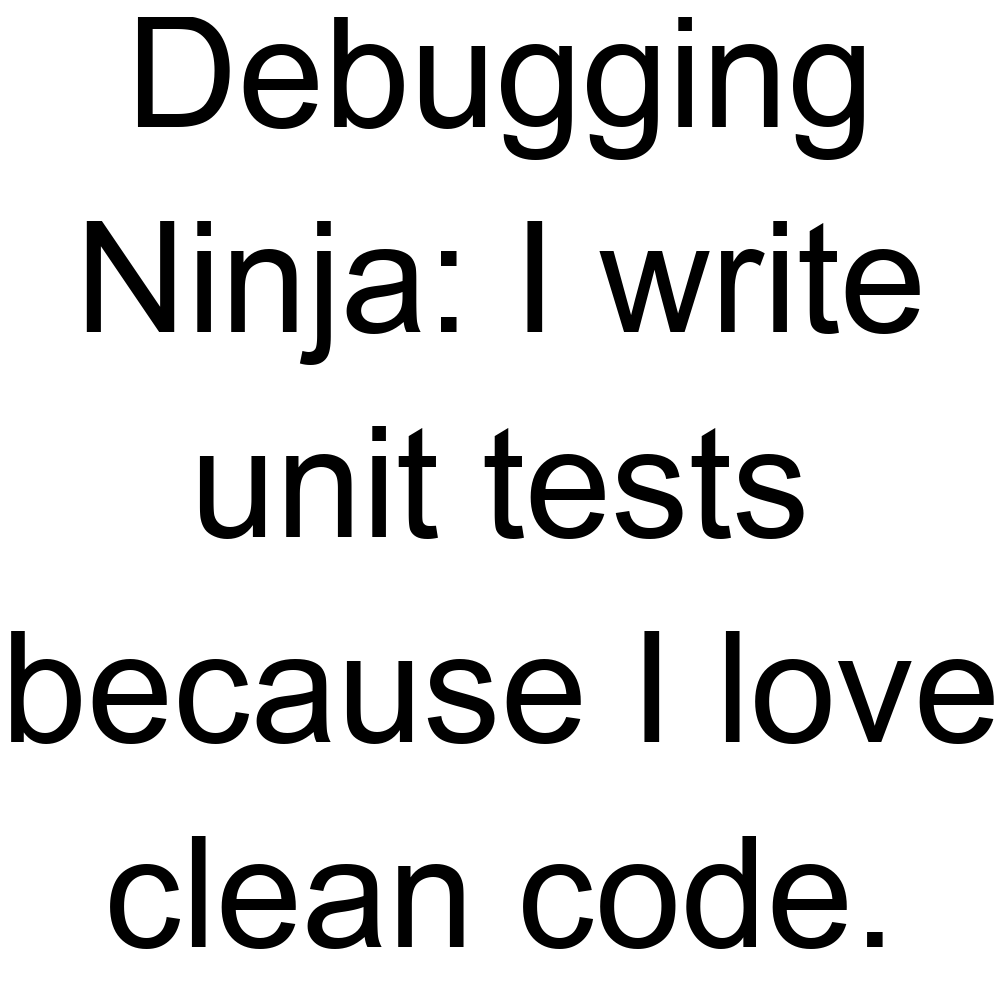 Debugging
Ninja: I write
unit tests
because I love
clean code.